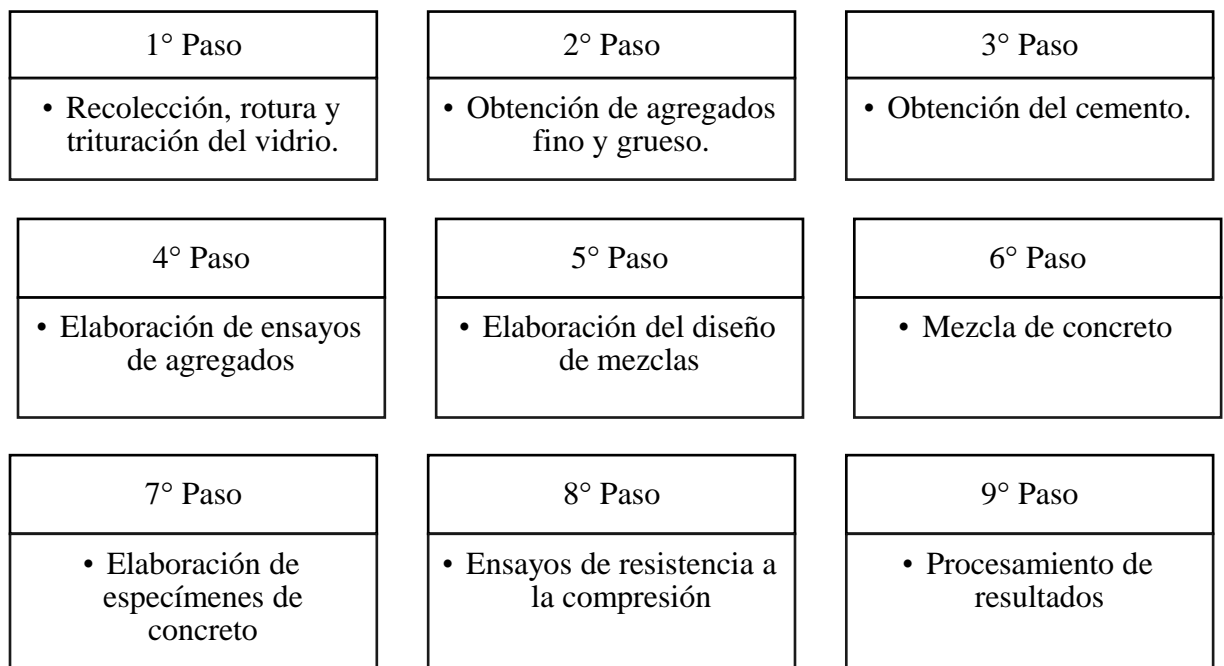 1° Paso
• Recolección, rotura y
trituración del vidrio.
2° Paso
• Obtención de agregados
fino y grueso.
3° Paso
• Obtención del cemento.
4° Paso
• Elaboración de ensayos
de agregados
5° Paso
• Elaboración del diseño
de mezclas
6° Paso
• Mezcla de concreto
7° Paso
• Elaboración de
especímenes de
concreto
8° Paso
• Ensayos de resistencia a
la compresión
9° Paso
• Procesamiento de
resultados